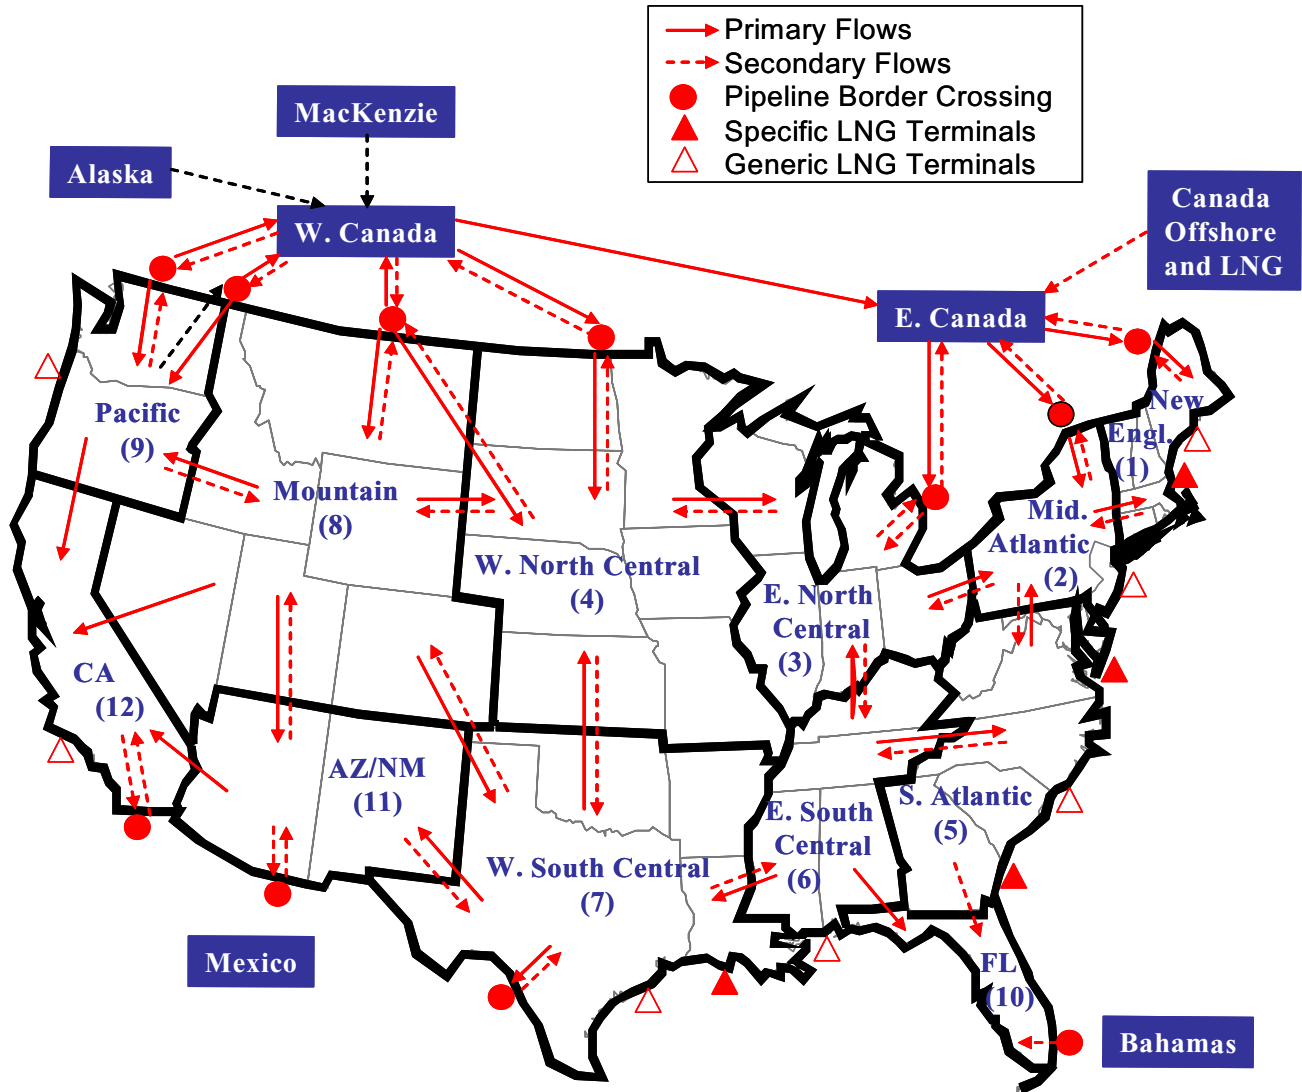 Primary Flows
Secondary Flows
Pipeline Border Crossing
Specific LNG Terminals
Generic LNG Terminals
MacKenzie
Alaska
W. Canada
Canada
Offshore
and LNG
E. Canada
Pacific
(9)
New
Engl.
(1)
Mountain
(8)
Mid.
Atlantic
(2)
W. North Central
(4)
E. North
Central
(3)
CA
(12)
AZ/NM
(11)
S. Atlantic
(5)
E. South
Central
(6)
W. South Central
(7)
Mexico
FL
(10)
Bahamas